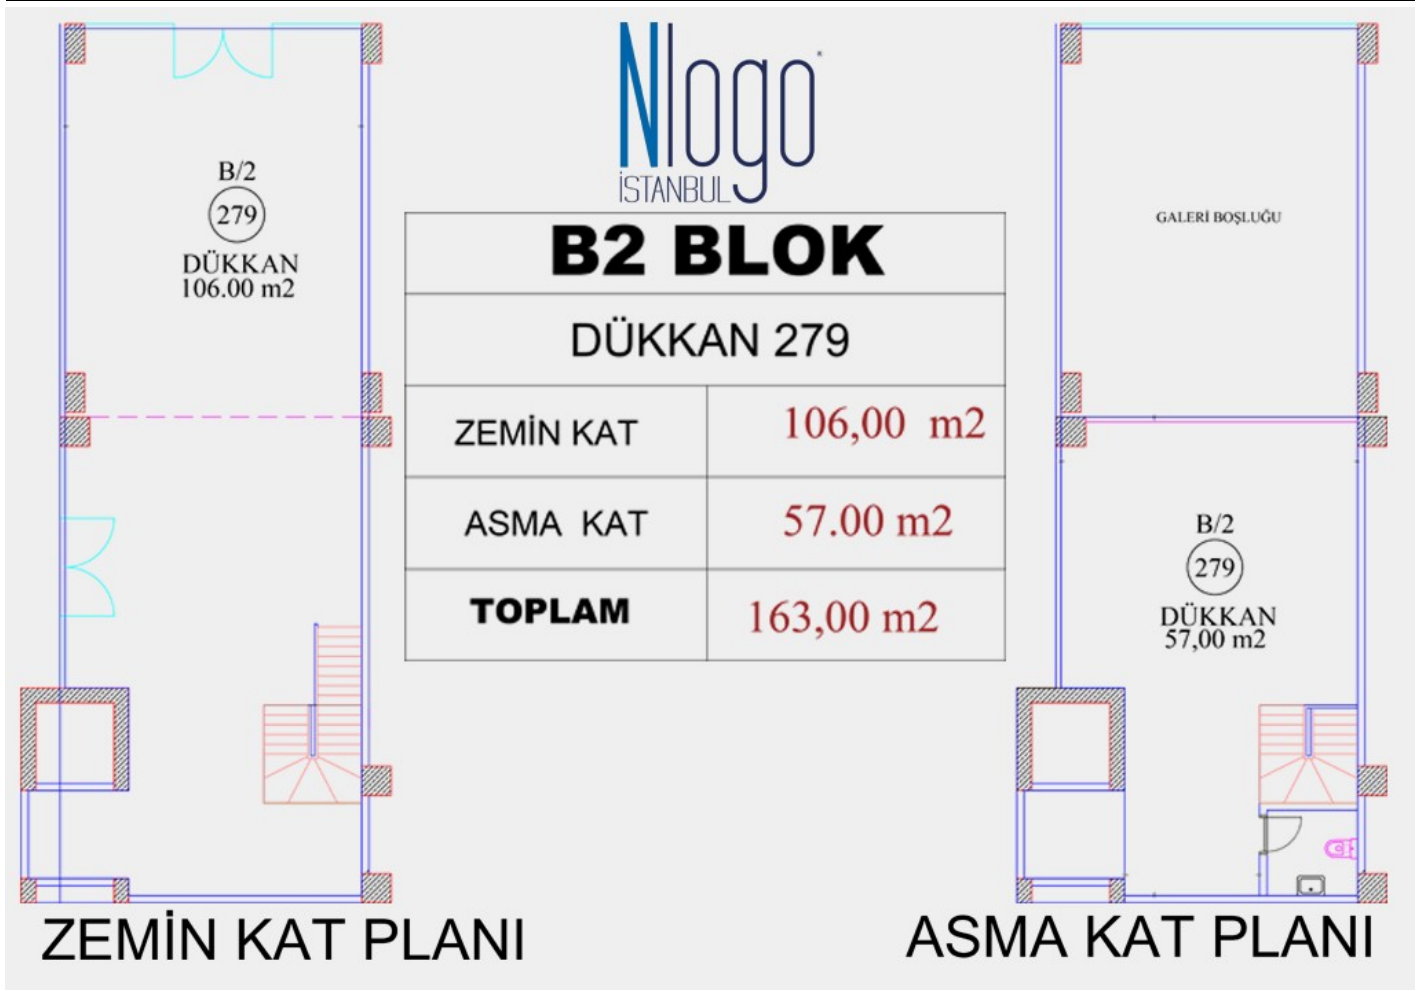 B/2
279
DÜKKAN
106.00 m2
Nlogo
İSTANBUL
B2 BLOK
DÜKKAN 279
ZEMİN KAT 106,00 m2
ASMA KAT 57.00 m2
TOPLAM 163,00 m2
GALERİ BOŞLUĞU
B/2
279
DÜKKAN
57,00 m2
ZEMİN KAT PLANI
ASMA KAT PLANI